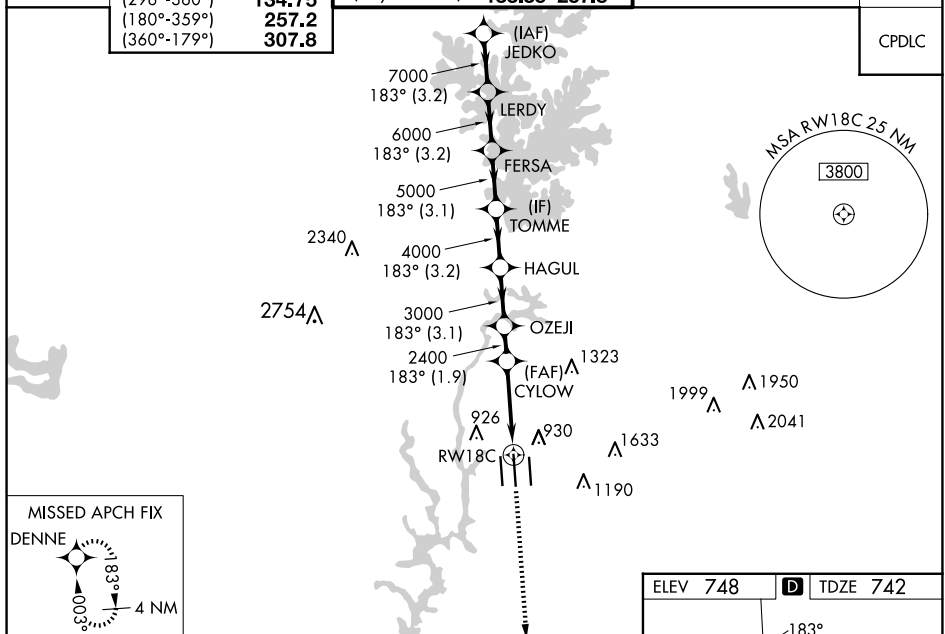 134.75
(180°-359°) 257.2
(360°-179°) 307.8
CPDLC
(IAF)
JEDKO
7000
183° (3.2)
LERDY
6000
183° (3.2)
FERSA
5000
183° (3.1)
(IF)
TOMME
4000
183° (3.2)
HAGUL
3000
183° (3.1)
OZEJI
2400
183° (1.9)
(FAF)
CYLOW
RW18C
MSA RW18C 25 NM
3800
2340
2754
1323
1999
1950
2041
926
930
1633
1190
MISSED APCH FIX
DENNE
183°
003°
4 NM
ELEV 748
D
TDZE 742
183°